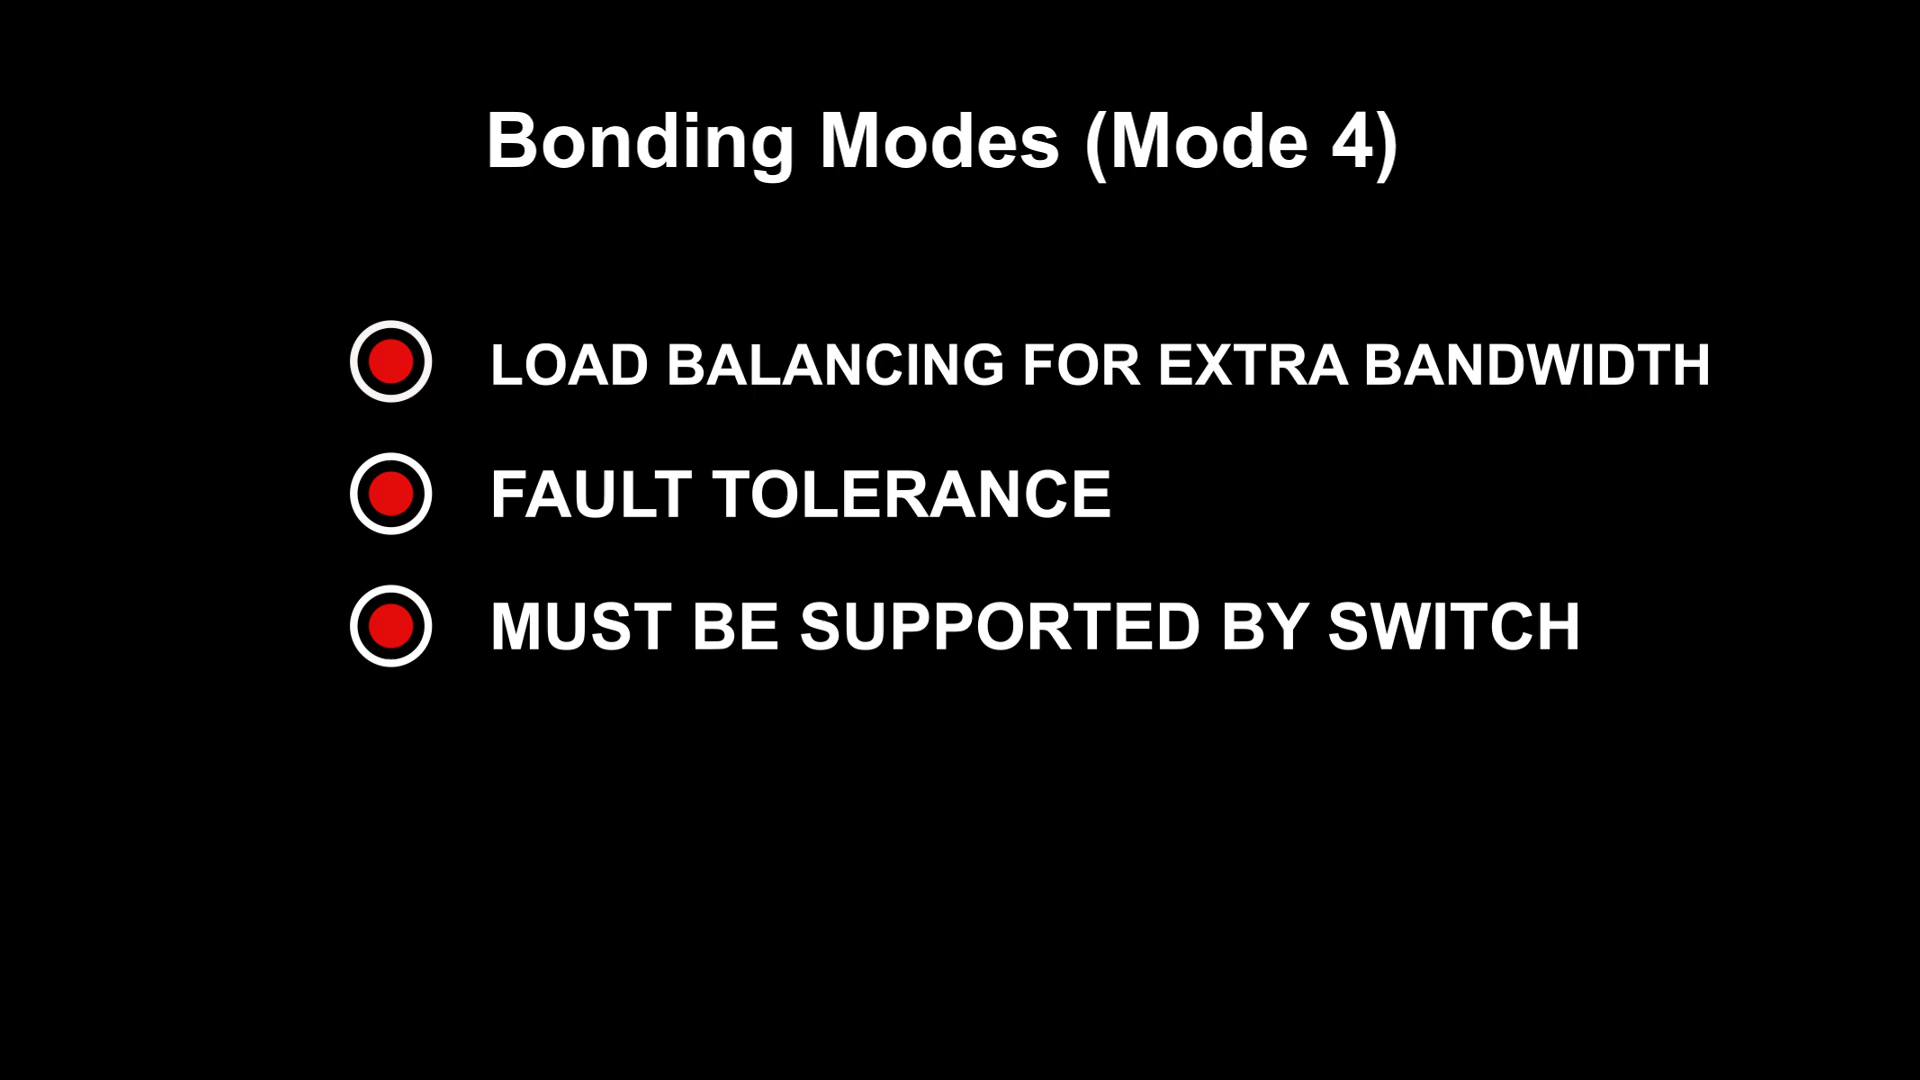 Bonding Modes (Mode 4)
LOAD BALANCING FOR EXTRA BANDWIDTH
FAULT TOLERANCE
MUST BE SUPPORTED BY SWITCH